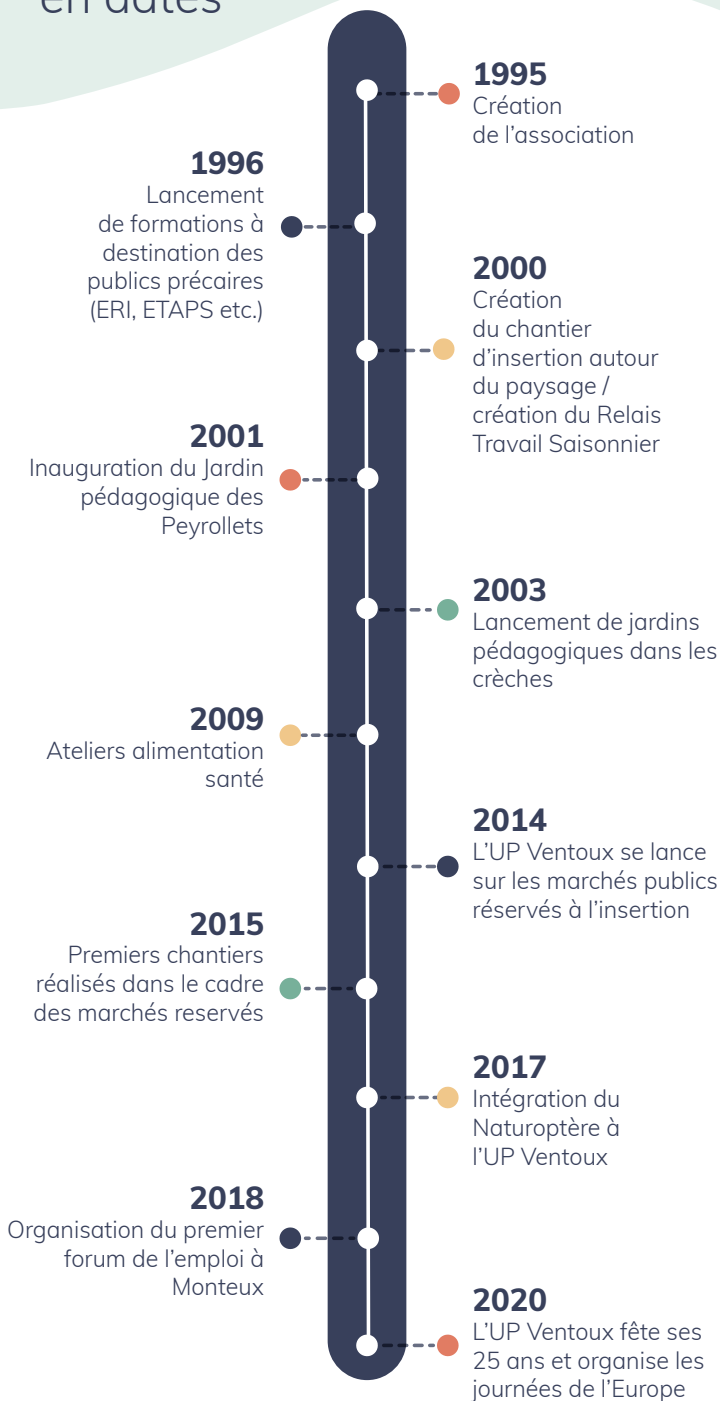 en dates
1995
Création
de l'association
1996
Lancement
de formations à
destination des
publics précaires
(ERI, ETAPS etc.)
2000
Création
du chantier
d'insertion autour
du paysage /
création du Relais
Travail Saisonnier
2001
Inauguration du Jardin
pédagogique des
Peyrollets
2003
Lancement de jardins
pédagogiques dans les
crèches
2009
Ateliers alimentation
santé
2014
L'UP Ventoux se lance
sur les marchés publics
réservés à l'insertion
2015
Premiers chantiers
réalisés dans le cadre
des marchés reservés
2017
Intégration du
Naturoptère à
l'UP Ventoux
2018
Organisation du premier
forum de l'emploi à
Monteux
2020
L'UP Ventoux fête ses
25 ans et organise les
journées de l'Europe